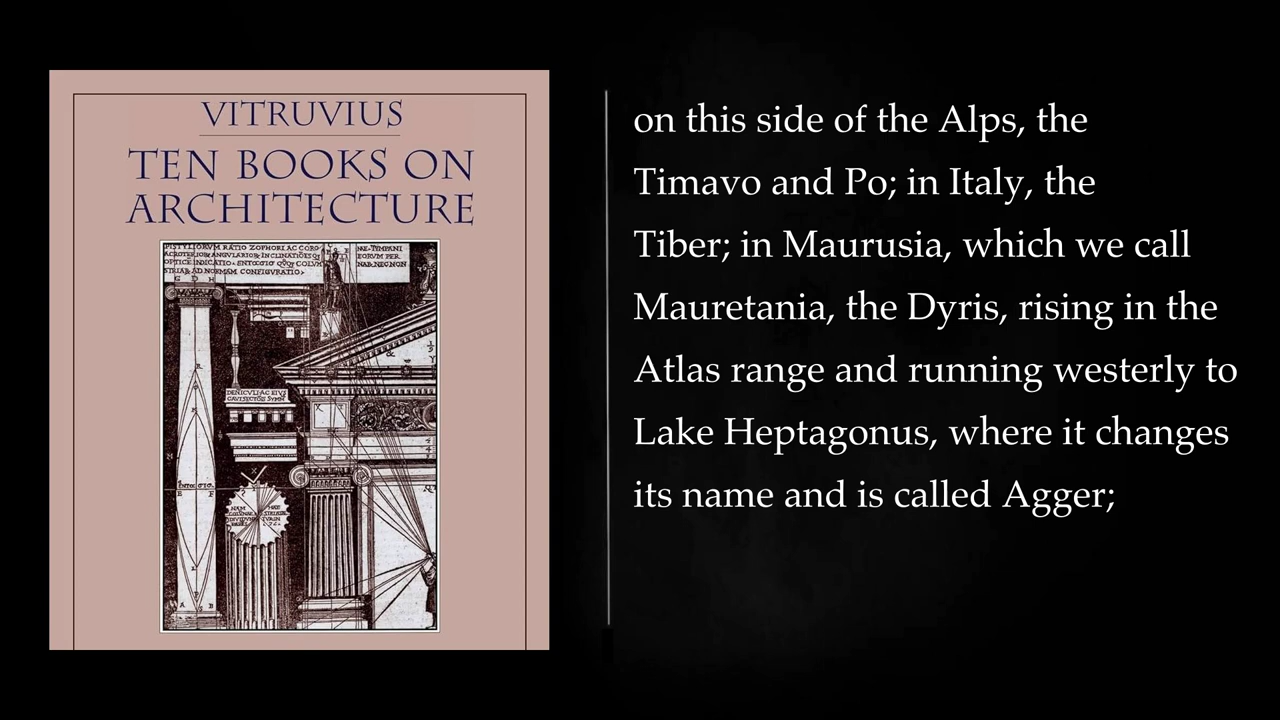 VITRUVIUS
TEN BOOKS ON
ARCHITECTURE
on this side of the Alps, the
Timavo and Po; in Italy, the
Tiber; in Maurusia, which we call
Mauretania, the Dyris, rising in the
Atlas range and running westerly to
Lake Heptagonus, where it changes
its name and is called Agger;